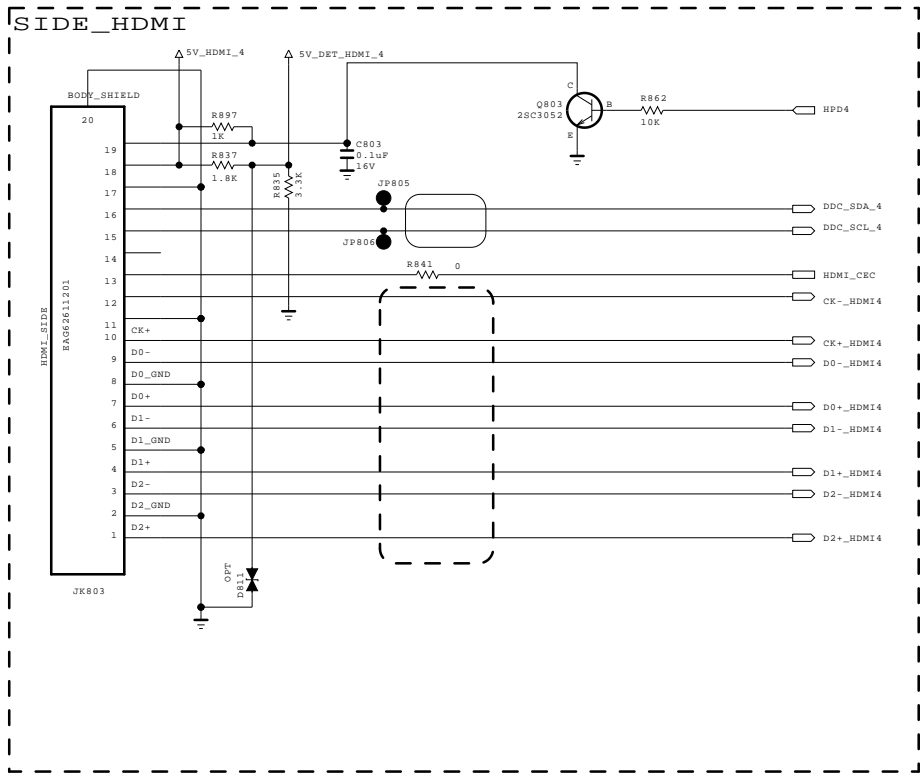 SIDE_HDMI
5V_HDMI_4
5V_DET_HDMI_4
BODY_SHIELD
20
R897
1K
19
R837
1.8K
18
17
16
15
14
13
12
11
10
9
8
7
6
5
4
3
2
1
CK+
D0-
D0_GND
D0+
D1-
D1_GND
D1+
D2-
D2_GND
D2+
HDMI_SIDE
EAG62611201
JK803
R835
3.3K
C803
0.1uF
16V
JP805
JP806
R841 0
OPT
D811
C
Q803
2SC3052
B
E
R862
10K
HPD4
DDC_SDA_4
DDC_SCL_4
HDMI_CEC
CK-_HDMI4
CK+_HDMI4
D0-_HDMI4
D0+_HDMI4
D1-_HDMI4
D1+_HDMI4
D2-_HDMI4
D2+_HDMI4